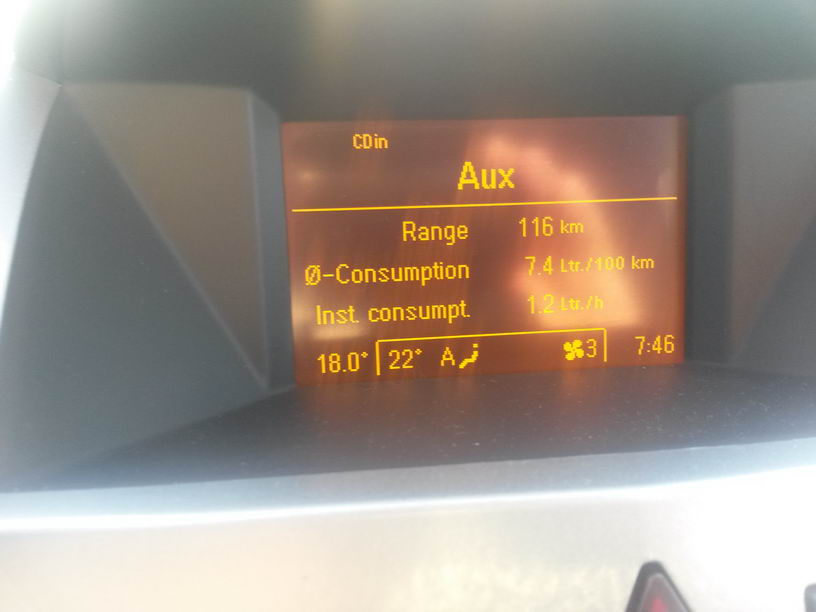 CDin
Aux
Range 116 km
Ø-Consumption 7.4 Ltr./100 km
Inst. consumpt. 1.2 Ltr./h
18.0° 22° A 3 7:46